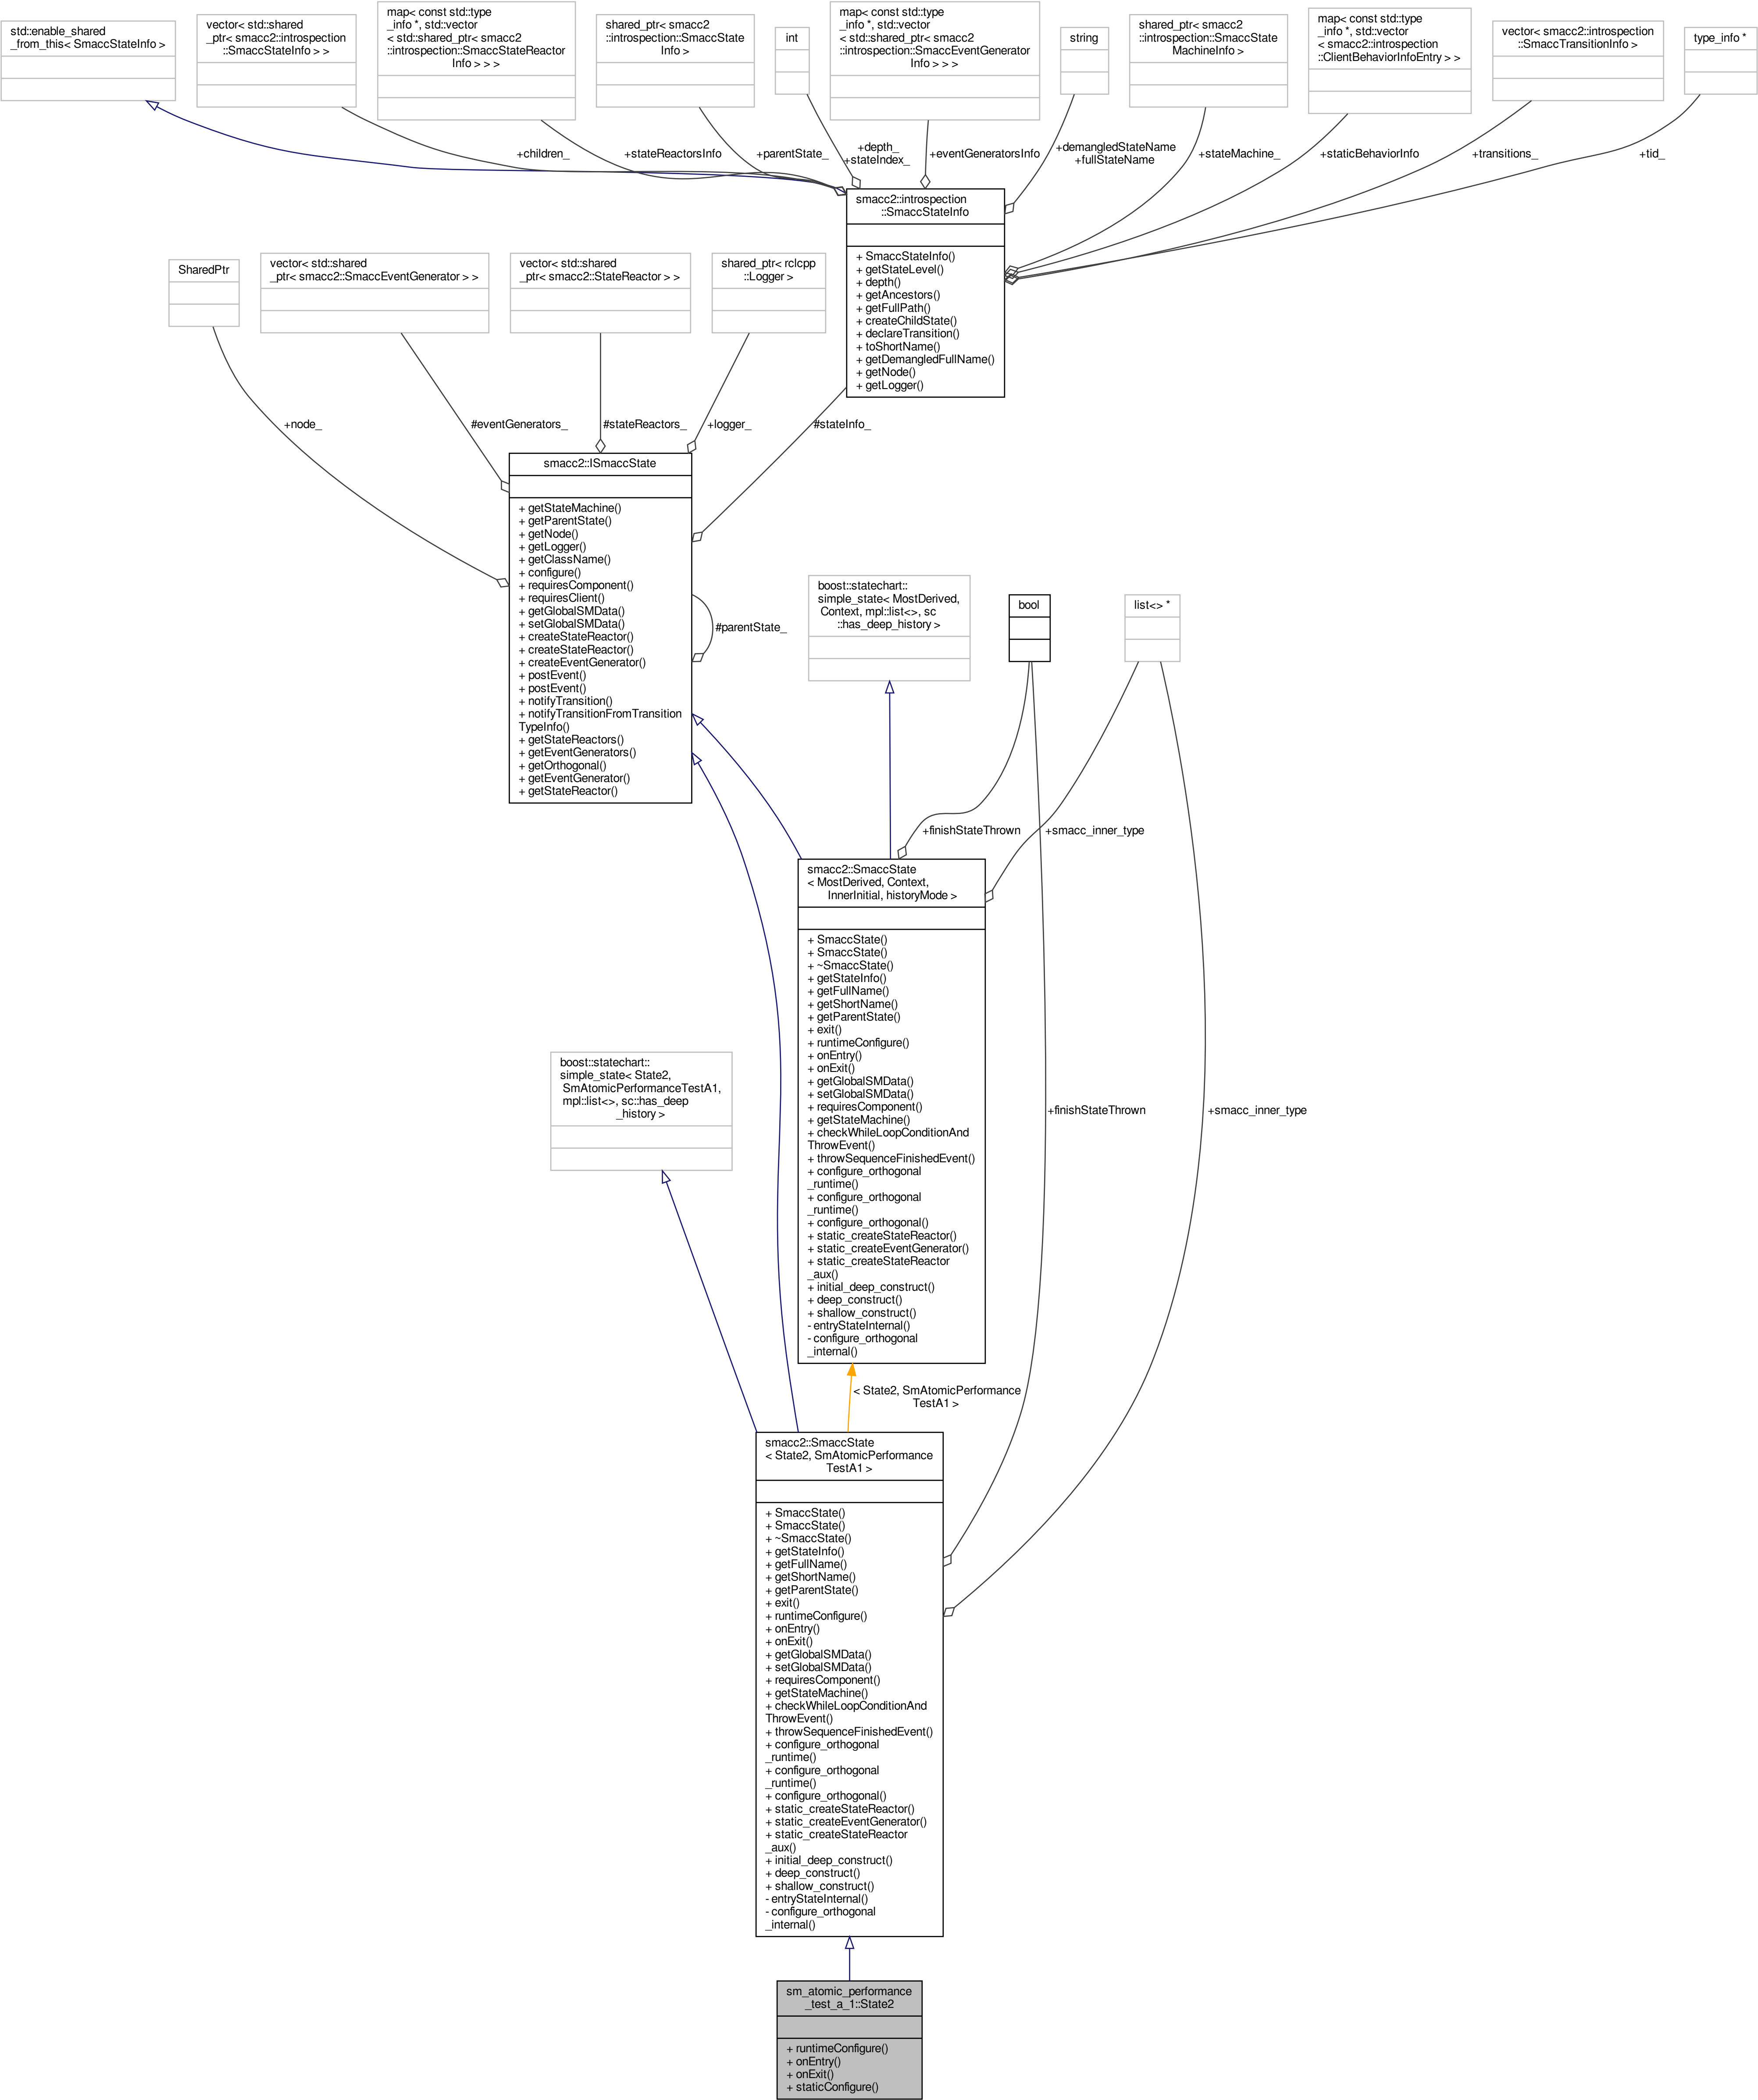 std::enable_shared
_from_this< SmaccStateInfo >
vector< std::shared
_ptr< smacc2::introspection
::SmaccStateInfo > >
map< const std::type
_info *, std::vector
< std::shared_ptr< smacc2
::introspection::SmaccStateReactor
Info > > >
shared_ptr< smacc2
::introspection::SmaccState
Info >
int
map< const std::type
_info *, std::vector
< std::shared_ptr< smacc2
::introspection::SmaccEventGenerator
Info > > >
string
shared_ptr< smacc2
::introspection::SmaccState
MachineInfo >
map< const std::type
_info *, std::vector
< smacc2::introspection
::ClientBehaviorInfoEntry > >
vector< smacc2::introspection
::SmaccTransitionInfo >
type_info *
+children_
+stateReactorsInfo
+parentState_
+depth_
+stateIndex_
+eventGeneratorsInfo
+demangledStateName
+fullStateName
+stateMachine_
+staticBehaviorInfo
+transitions_
+tid_
smacc2::introspection
::SmaccStateInfo
+ SmaccStateInfo()
+ getStateLevel()
+ depth()
+ getAncestors()
+ getFullPath()
+ createChildState()
+ declareTransition()
+ toShortName()
+ getDemangledFullName()
+ getNode()
+ getLogger()
SharedPtr
vector< std::shared
_ptr< smacc2::SmaccEventGenerator > >
vector< std::shared
_ptr< smacc2::StateReactor > >
shared_ptr< rclcpp
::Logger >
+node_
#eventGenerators_
#stateReactors_
+logger_
#stateInfo_
smacc2::ISmaccState
+ getStateMachine()
+ getParentState()
+ getNode()
+ getLogger()
+ getClassName()
+ configure()
+ requiresComponent()
+ requiresClient()
+ getGlobalSMData()
+ setGlobalSMData()
+ createStateReactor()
+ createStateReactor()
+ createEventGenerator()
+ postEvent()
+ postEvent()
+ notifyTransition()
+ notifyTransitionFromTransition
TypeInfo()
+ getStateReactors()
+ getEventGenerators()
+ getOrthogonal()
+ getEventGenerator()
+ getStateReactor()
#parentState_
boost::statechart::
simple_state< MostDerived,
Context, mpl::list<>, sc
::has_deep_history >
bool
list<> *
+finishStateThrown
+smacc_inner_type
smacc2::SmaccState
< MostDerived, Context,
InnerInitial, historyMode >
+ SmaccState()
+ SmaccState()
+ ~SmaccState()
+ getStateInfo()
+ getFullName()
+ getShortName()
+ getParentState()
+ exit()
+ runtimeConfigure()
+ onEntry()
+ onExit()
+ getGlobalSMData()
+ setGlobalSMData()
+ requiresComponent()
+ getStateMachine()
+ checkWhileLoopConditionAnd
ThrowEvent()
+ throwSequenceFinishedEvent()
+ configure_orthogonal
_runtime()
+ configure_orthogonal
_runtime()
+ configure_orthogonal()
+ static_createStateReactor()
+ static_createEventGenerator()
+ static_createStateReactor
_aux()
+ initial_deep_construct()
+ deep_construct()
+ shallow_construct()
- entryStateInternal()
- configure_orthogonal
_internal()
boost::statechart::
simple_state< State2,
SmAtomicPerformanceTestA1,
mpl::list<>, sc::has_deep
_history >
+finishStateThrown
+smacc_inner_type
< State2, SmAtomicPerformance
TestA1 >
smacc2::SmaccState
< State2, SmAtomicPerformance
TestA1 >
+ SmaccState()
+ SmaccState()
+ ~SmaccState()
+ getStateInfo()
+ getFullName()
+ getShortName()
+ getParentState()
+ exit()
+ runtimeConfigure()
+ onEntry()
+ onExit()
+ getGlobalSMData()
+ setGlobalSMData()
+ requiresComponent()
+ getStateMachine()
+ checkWhileLoopConditionAnd
ThrowEvent()
+ throwSequenceFinishedEvent()
+ configure_orthogonal
_runtime()
+ configure_orthogonal
_runtime()
+ configure_orthogonal()
+ static_createStateReactor()
+ static_createEventGenerator()
+ static_createStateReactor
_aux()
+ initial_deep_construct()
+ deep_construct()
+ shallow_construct()
- entryStateInternal()
- configure_orthogonal
_internal()
sm_atomic_performance
_test_a_1::State2
+ runtimeConfigure()
+ onEntry()
+ onExit()
+ staticConfigure()